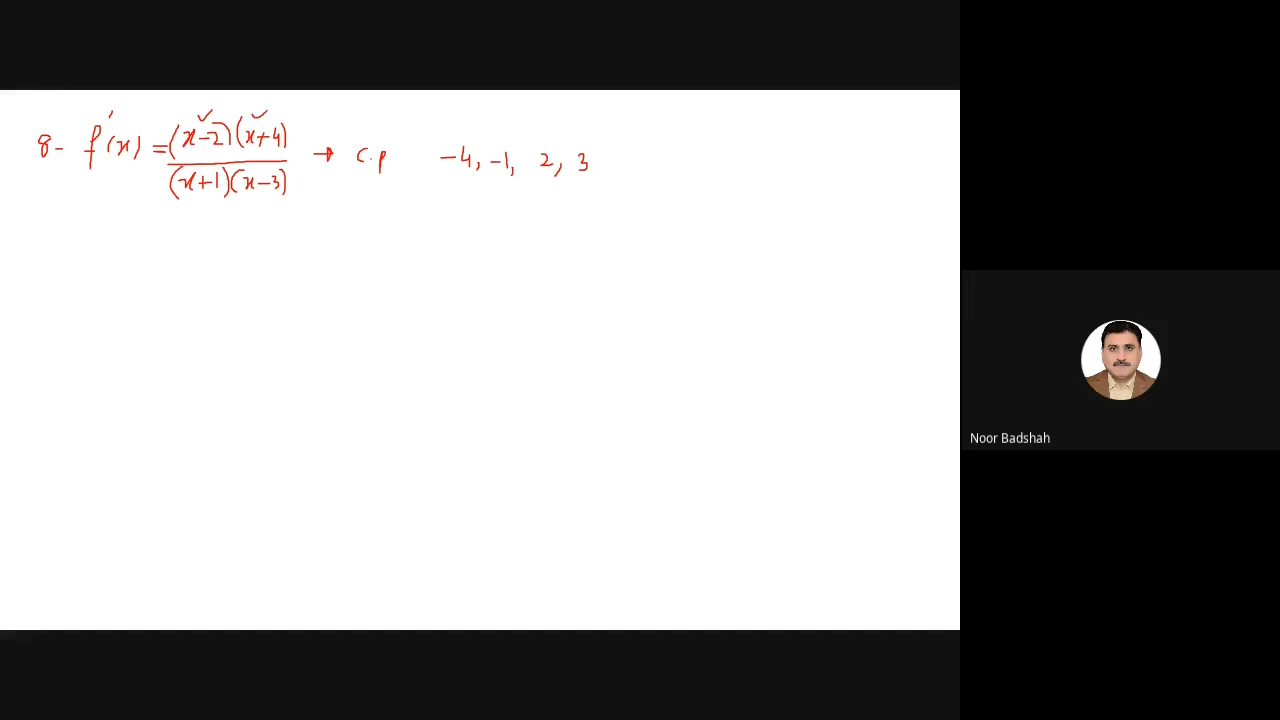 8- f'(x) = (x-2)(x+4) / (x+1)(x-3) → C.P -4, -1, 2, 3
Noor Badshah